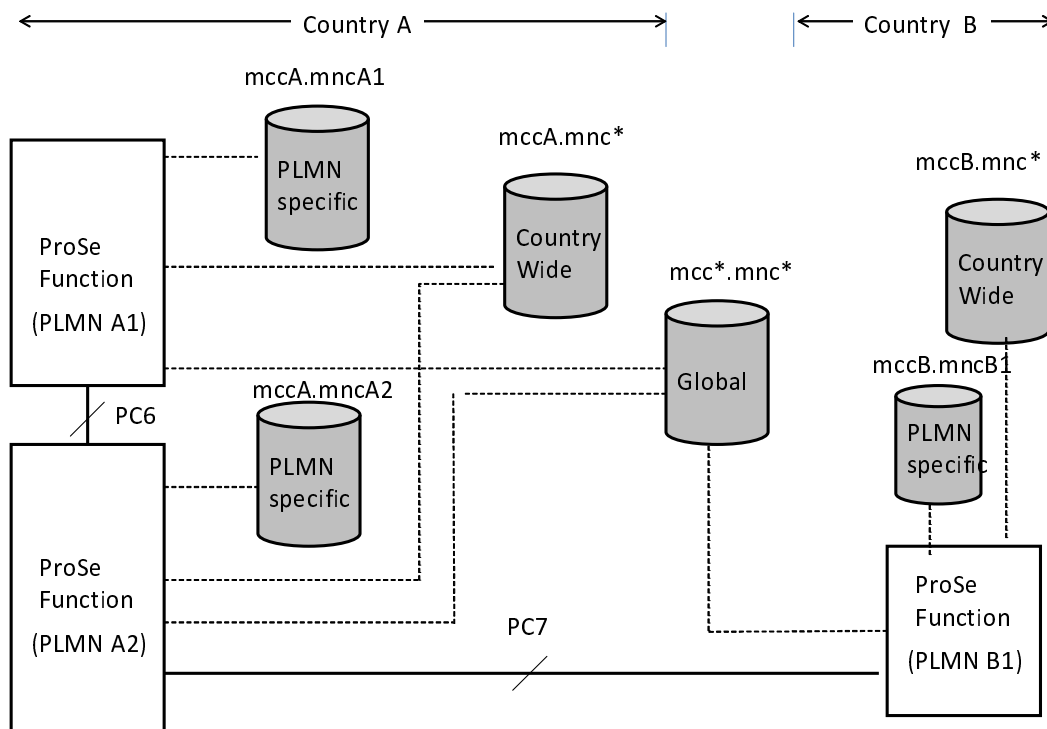 Country A
Country B
mccA.mncA1
PLMN
specific
mccA.mnc*
Country
Wide
mccB.mnc*
Country
Wide
ProSe
Function
(PLMN A1)
mcc*.mnc*
Global
mccB.mncB1
PLMN
specific
PC6
mccA.mncA2
PLMN
specific
ProSe
Function
(PLMN A2)
PC7
ProSe
Function
(PLMN B1)